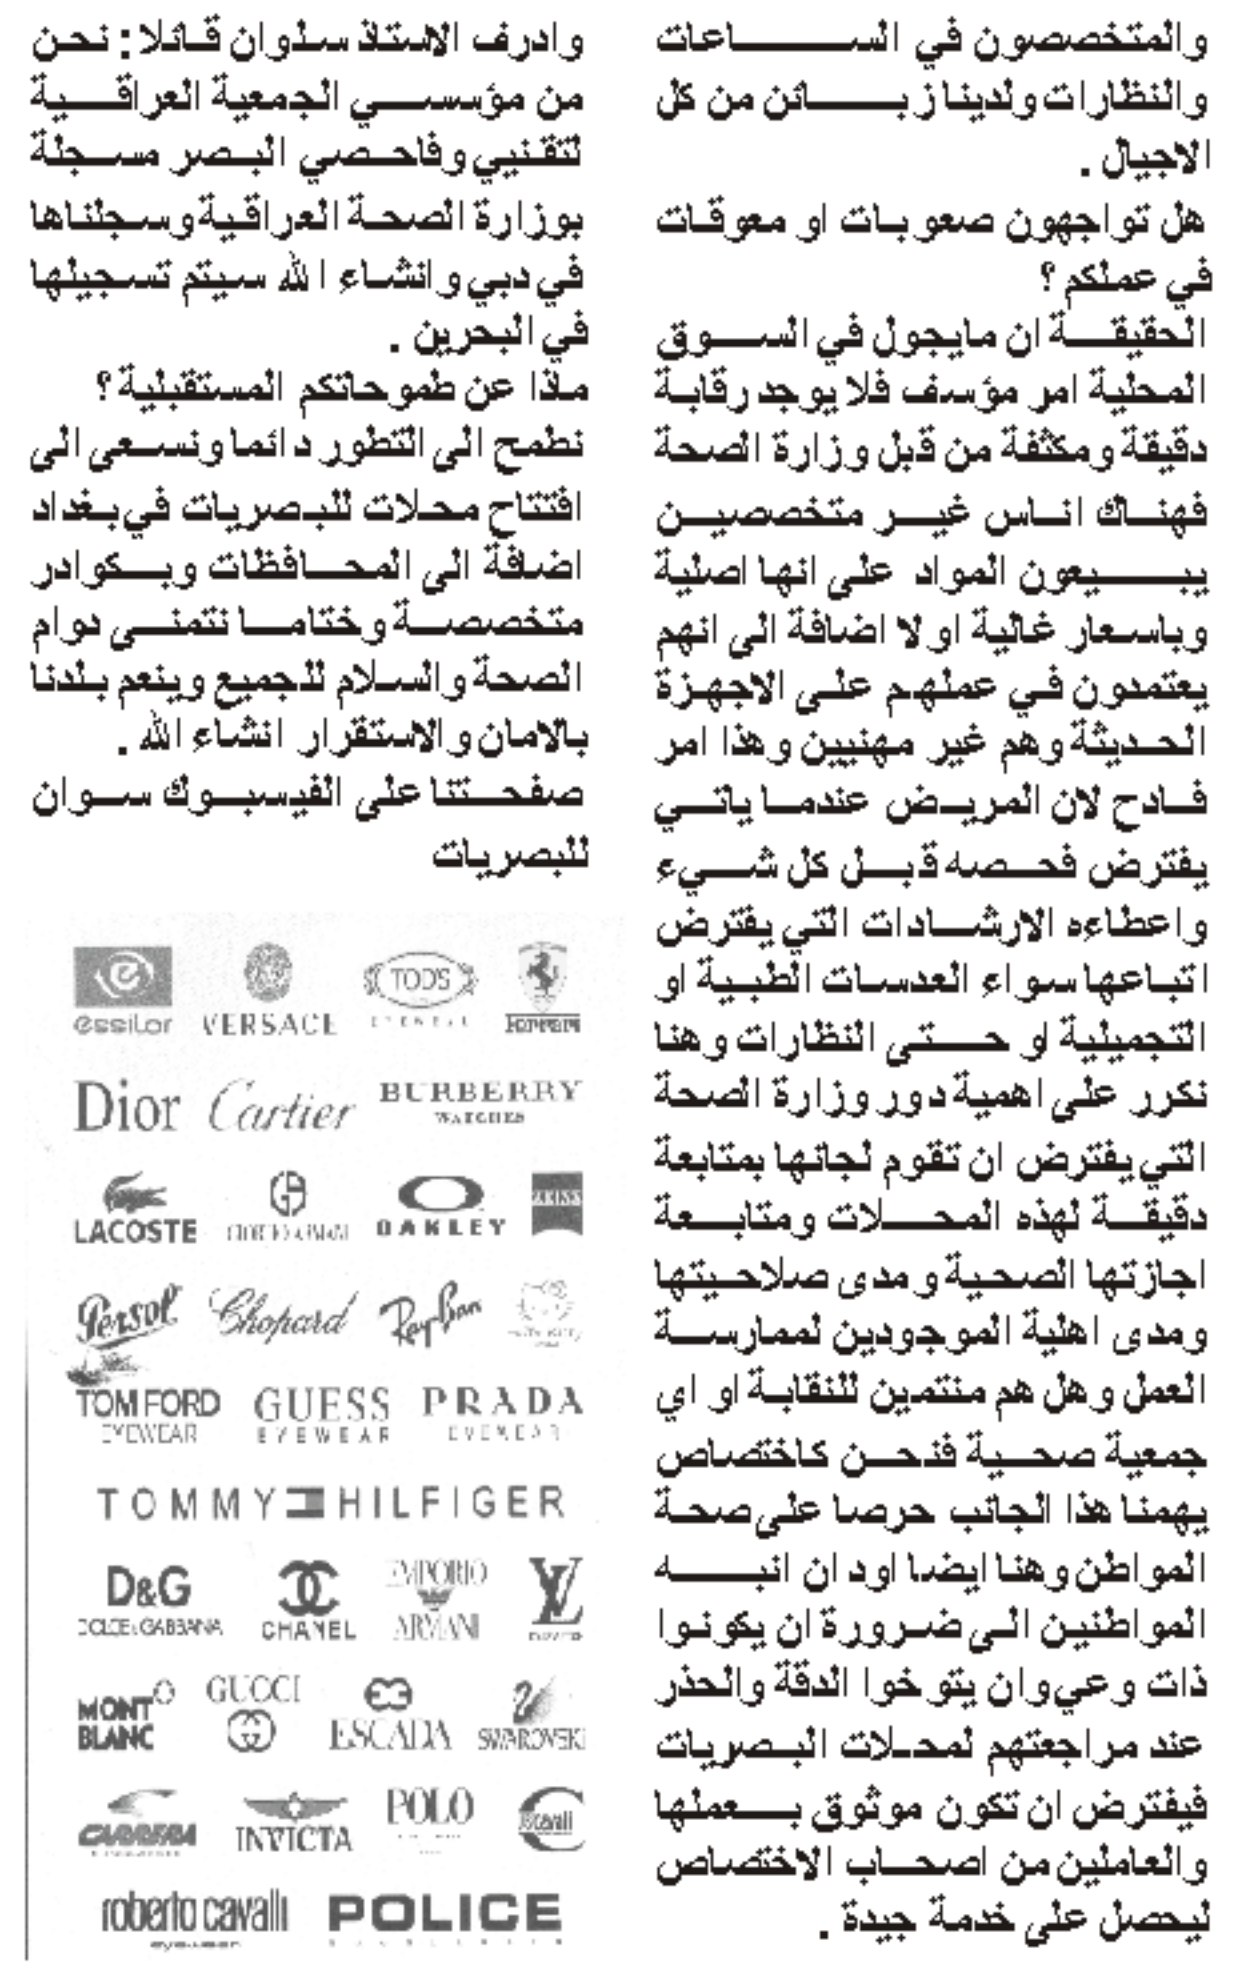 والمتخصصون في الساعات
والنظارات ولدينا زبائن من كل
الاجيال .
هل تواجهون صعوبات او معوقات
في عملكم ؟
الحقيقة ان مايجول في السوق
المحلية امر مؤسف فلا يوجد رقابة
دقيقة ومكثفة من قبل وزارة الصحة
فهناك اناس غير متخصصين
يبيعون المواد على انها اصلية
وباسعار غالية اولا اضافة الى انهم
يعتمدون في عملهم على الاجهزة
الحديثة وهم غير مهنيين وهذا امر
فادح لان المريض عندما ياتي
يفترض فحصه قبل كل شيء
واعطاءه الارشادات التي يفترض
اتباعها سواء العدسات الطبية او
التجميلية او حتى النظارات وهنا
نكرر على اهمية دور وزارة الصحة
التي يفترض ان تقوم لجانها بمتابعة
دقيقة لهذه المحلات ومتابعة
اجازتها الصحية ومدى صلاحيتها
ومدى اهلية الموجودين لممارسة
العمل وهل هم منتمين للنقابة او اي
جمعية صحية فنحن كاختصاص
يهمنا هذا الجانب حرصا على صحة
المواطن وهنا ايضا اود ان انبه
المواطنين الى ضرورة ان يكونوا
ذات وعي وان يتوخوا الدقة والحذر
عند مراجعتهم لمحلات البصريات
فيفترض ان تكون موثوق بعملها
والعاملين من اصحاب الاختصاص
ليحصل على خدمة جيدة .
وادرف الاستاذ سلوان قائلا : نحن
من مؤسسي الجمعية العراقية
لتقنيي وفاحصي البصر مسجلة
بوزارة الصحة العراقية وسجلناها
في دبي وانشاء الله سيتم تسجيلها
في البحرين .
ماذا عن طموحاتكم المستقبلية ؟
نطمح الى التطور دائما ونسعى الى
افتتاح محلات للبصريات في بغداد
اضافة الى المحافظات وبكوادر
متخصصة وختاما نتمنى دوام
الصحة والسلام للجميع وينعم بلدنا
بالامان والاستقرار انشاء الله .
صفحتنا على الفيسبوك سوان
للبصريات
essilor VERSACE TOD'S EYEWEAR Ferrari
Dior Cartier BURBERRY WATCHES
LACOSTE GIORGIO ARMANI OAKLEY ZEISS
Persol Chopard Ray-Ban
TOM FORD EYEWEAR GUESS EYEWEAR PRADA EYEWEAR
TOMMY HILFIGER
D&G DOLCE & GABBANA CHANEL EMPORIO ARMANI LV
MONT BLANC GUCCI ESCADA SWAROVSKI
CARRERA INVICTA POLO
roberto cavalli eyewear POLICE